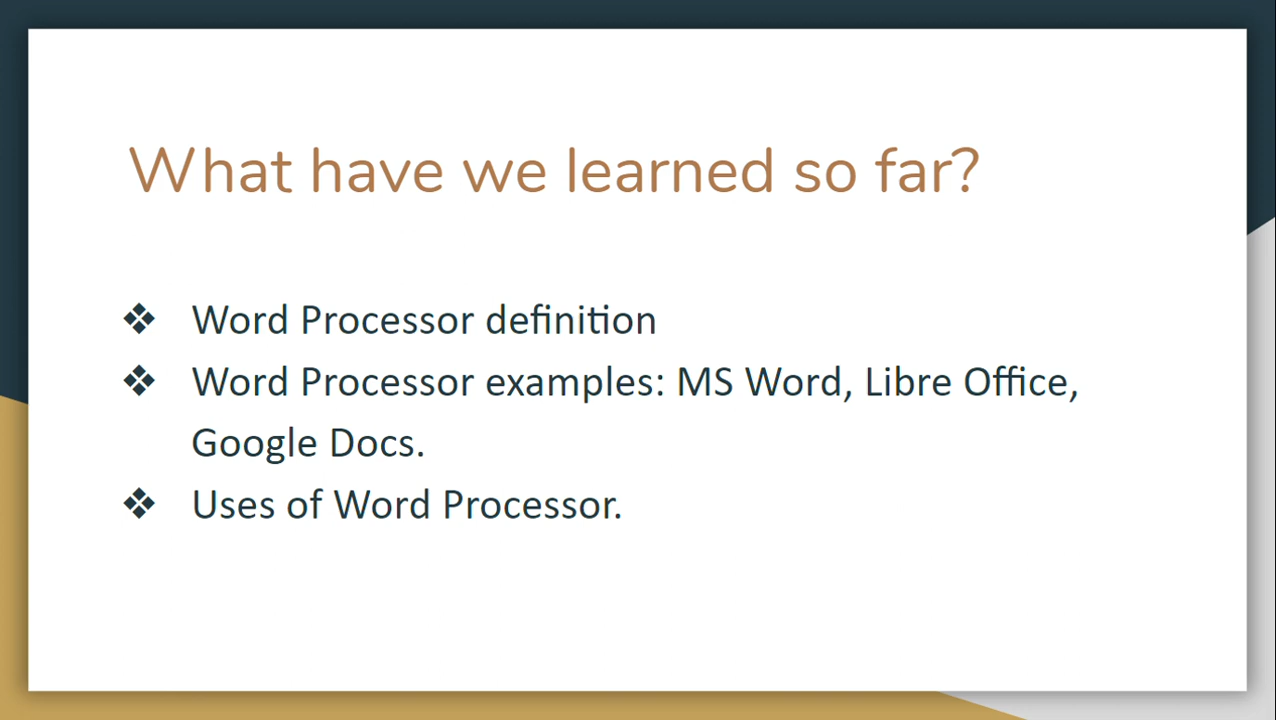 What have we learned so far?
❖ Word Processor definition
❖ Word Processor examples: MS Word, Libre Office,
Google Docs.
❖ Uses of Word Processor.